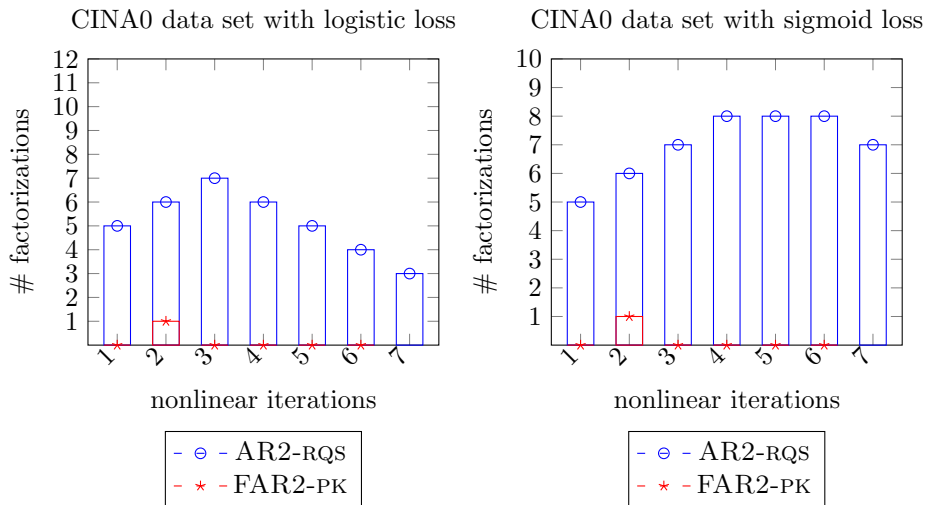 CINA0 data set with logistic loss
12
11
10
9
8
7
6
5
4
3
2
1
# factorizations
1 2 3 4 5 6 7
nonlinear iterations
AR2-RQS
FAR2-PK
CINA0 data set with sigmoid loss
10
9
8
7
6
5
4
3
2
1
# factorizations
1 2 3 4 5 6 7
nonlinear iterations
AR2-RQS
FAR2-PK